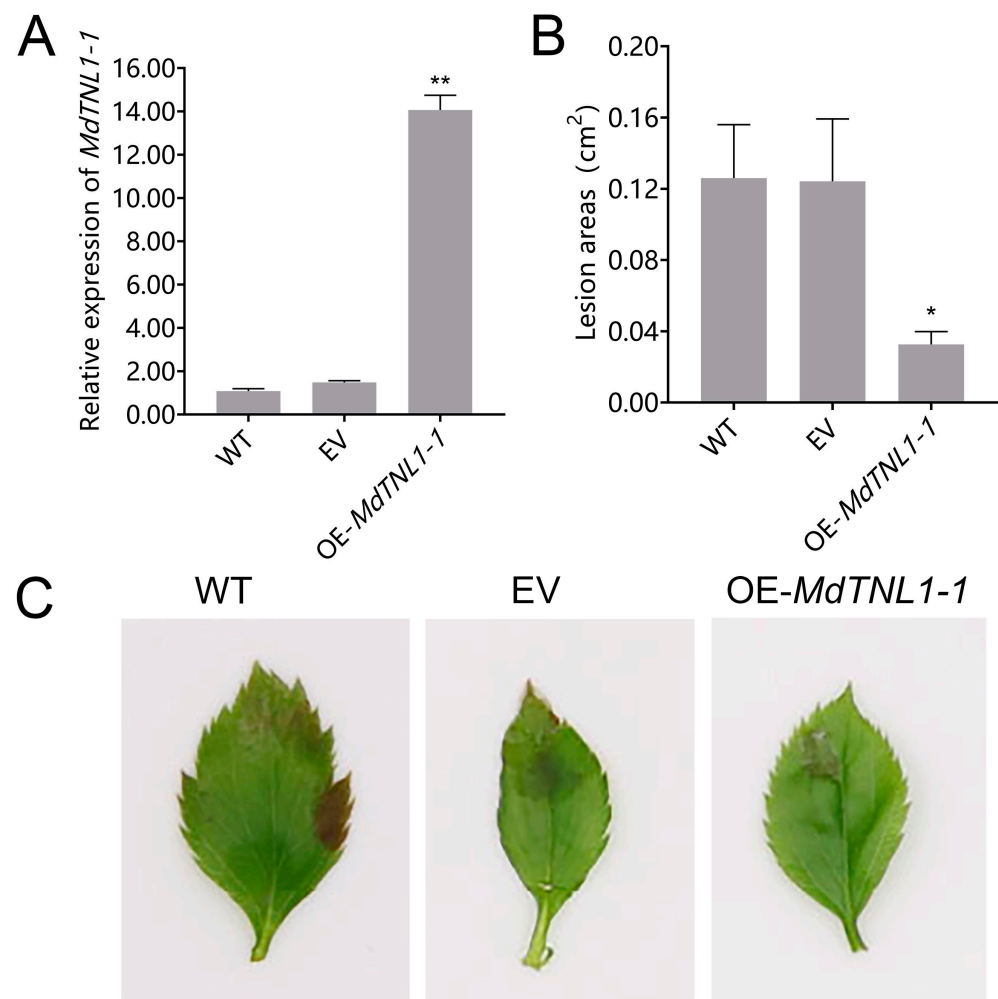 A
Relative expression of MdTNL1-1
16.00
14.00
12.00
10.00
8.00
6.00
4.00
2.00
0.00
**
WT
EV
OE-MdTNL1-1
B
Lesion areas (cm²)
0.20
0.16
0.12
0.08
0.04
0.00
*
WT
EV
OE-MdTNL1-1
C
WT
EV
OE-MdTNL1-1